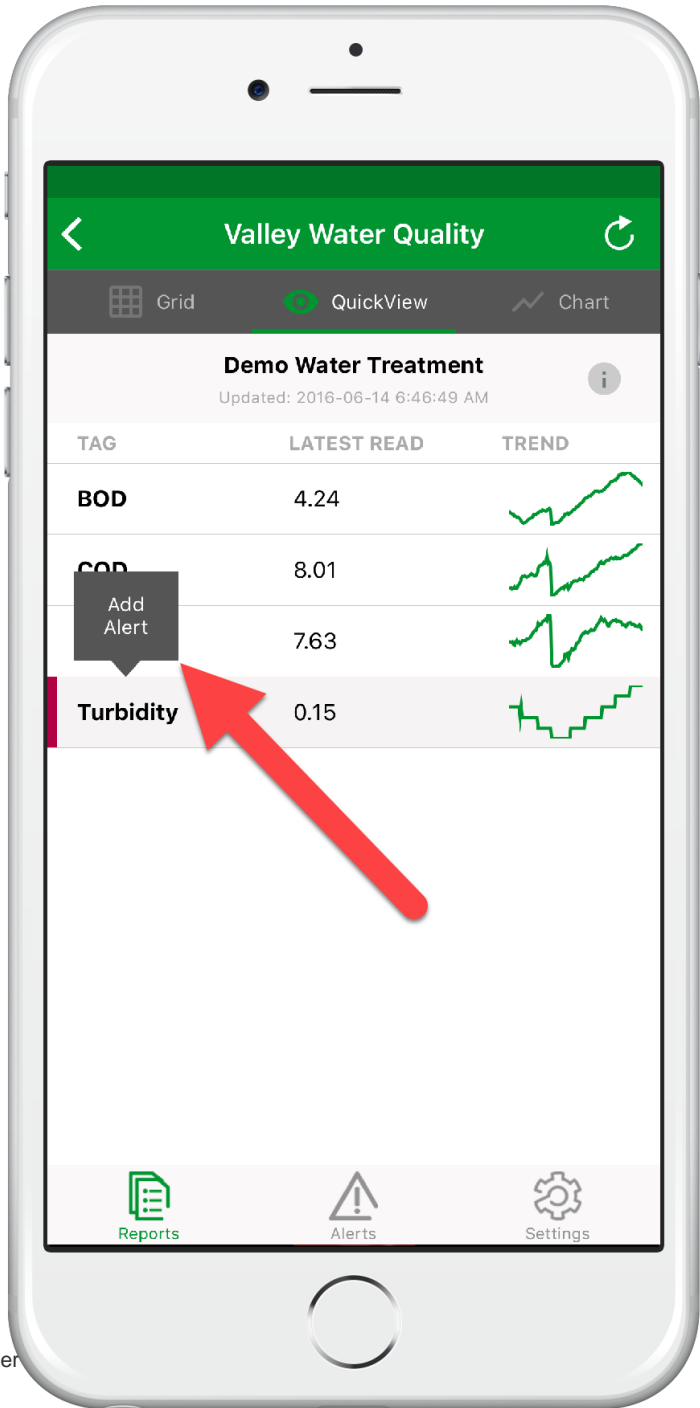 Valley Water Quality
Grid QuickView Chart
Demo Water Treatment
i
Updated: 2016-06-14 6:46:49 AM
TAG LATEST READ TREND
BOD 4.24
COD 8.01
Add
Alert
7.63
Turbidity 0.15
Reports Alerts Settings
er